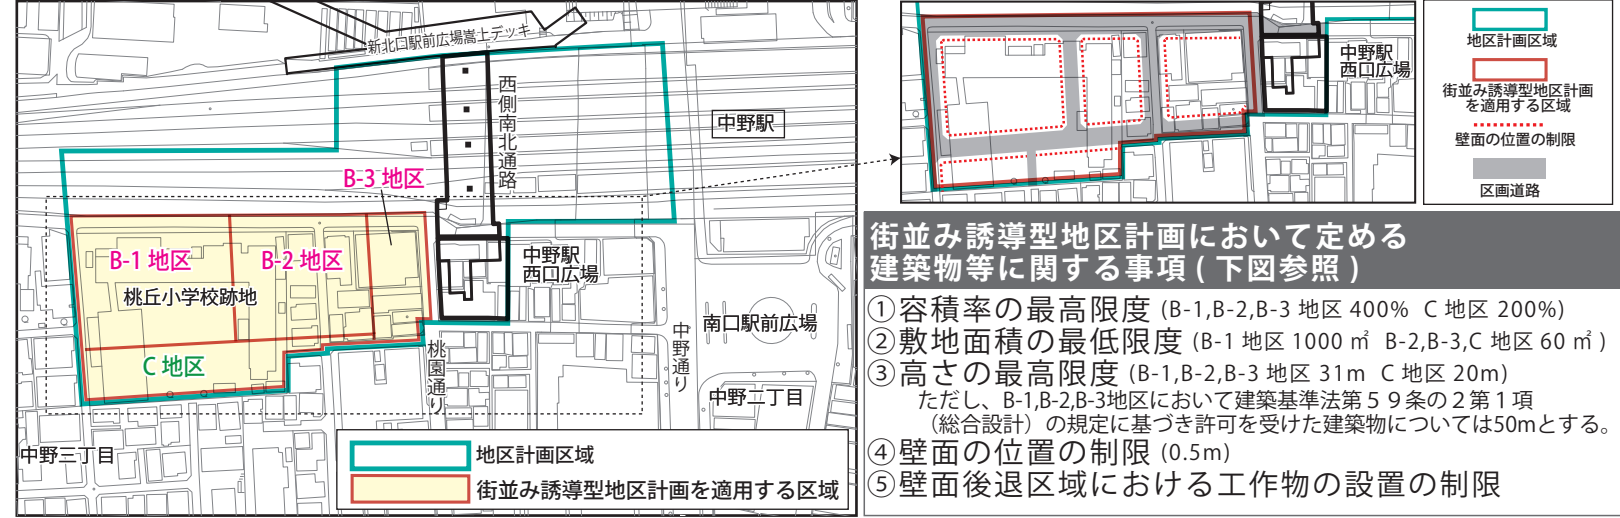 新北口駅前広場嵩上デッキ
西側南北通路
中野駅
B-3 地区
B-1 地区
B-2 地区
桃丘小学校跡地
C 地区
中野駅
西口広場
南口駅前広場
桃園通り
中野通り
中野二丁目
中野三丁目
地区計画区域
街並み誘導型地区計画を適用する区域
中野駅
西口広場
地区計画区域
街並み誘導型地区計画
を適用する区域
壁面の位置の制限
区画道路
街並み誘導型地区計画において定める
建築物等に関する事項 ( 下図参照 )
①容積率の最高限度 (B-1,B-2,B-3 地区 400% C 地区 200%)
②敷地面積の最低限度 (B-1 地区 1000 ㎡ B-2,B-3,C 地区 60 ㎡ )
③高さの最高限度 (B-1,B-2,B-3 地区 31m C 地区 20m)
ただし、B-1,B-2,B-3地区において建築基準法第５９条の２第１項
（総合設計）の規定に基づき許可を受けた建築物については50mとする。
④壁面の位置の制限 (0.5m)
⑤壁面後退区域における工作物の設置の制限